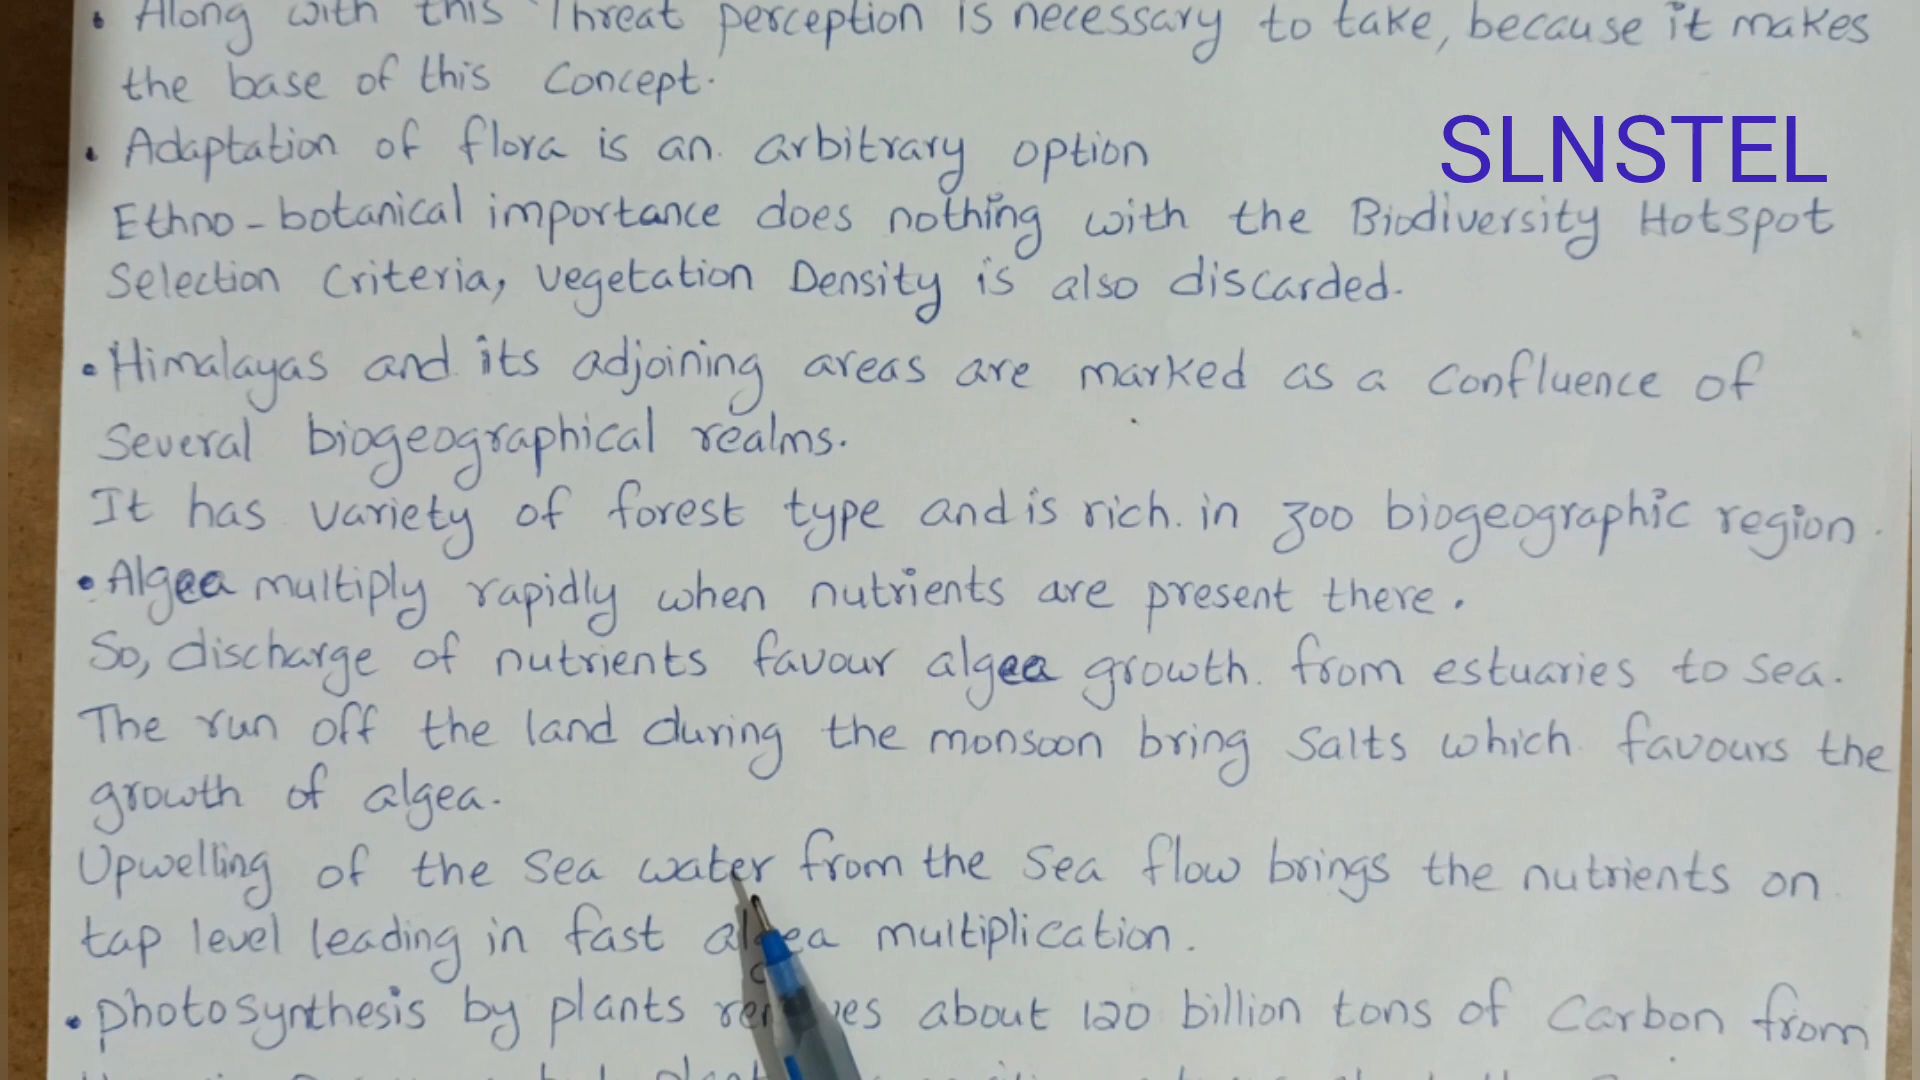 • Along with this Threat perception is necessary to take, because it makes
the base of this Concept.
• Adaptation of flora is an arbitrary option
SLNSTEL
Ethno-botanical importance does nothing with the Biodiversity Hotspot
Selection Criteria, vegetation Density is also discarded.
• Himalayas and its adjoining areas are marked as a confluence of
Several biogeographical realms.
It has variety of forest type and is rich in zoo biogeographic region.
• Algea multiply rapidly when nutrients are present there.
So, discharge of nutrients favour algea growth from estuaries to sea.
The run off the land during the monsoon bring Salts which favours the
growth of algea.
Upwelling of the Sea water from the Sea flow brings the nutrients on
tap level leading in fast algea multiplication.
• photosynthesis by plants removes about 120 billion tons of Carbon from